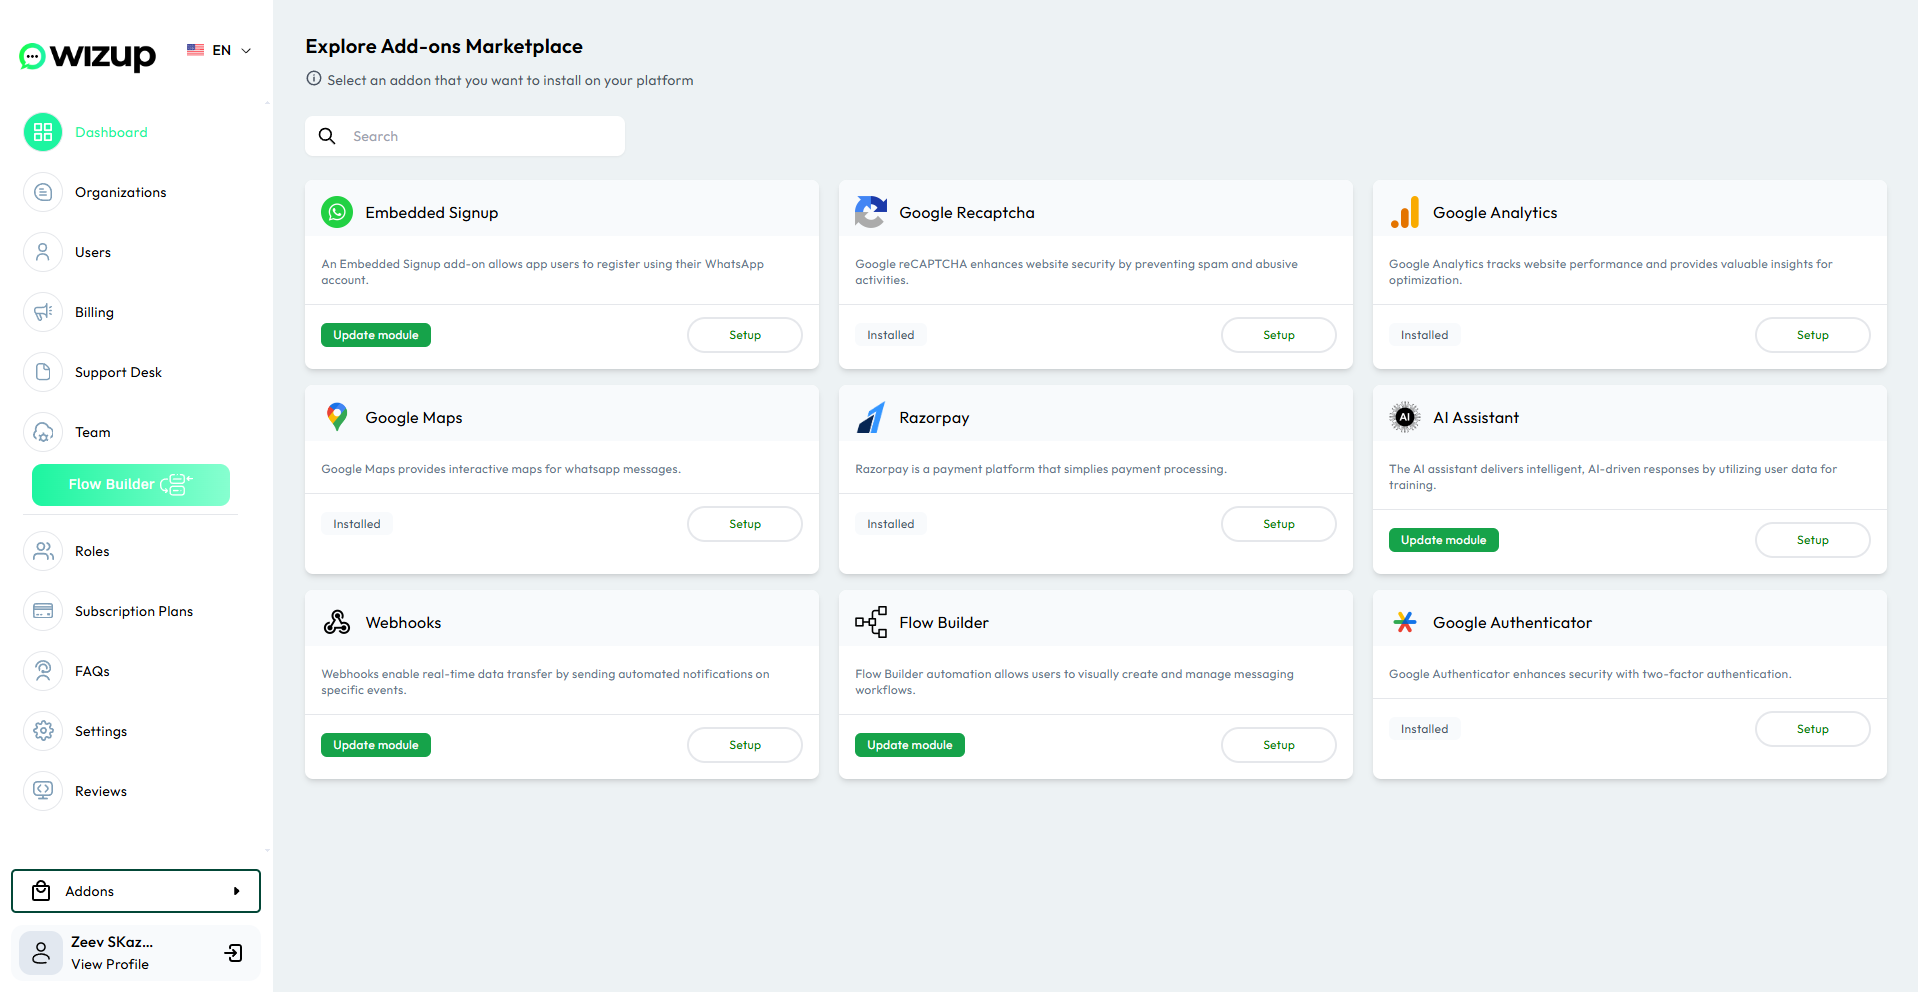 wizup
EN
Dashboard
Organizations
Users
Billing
Support Desk
Team
Flow Builder
Roles
Subscription Plans
FAQs
Settings
Reviews
Addons
Zeev SKaz...
View Profile
Explore Add-ons Marketplace
Select an addon that you want to install on your platform
Search
Embedded Signup
An Embedded Signup add-on allows app users to register using their WhatsApp
account.
Update module
Setup
Google Recaptcha
Google reCAPTCHA enhances website security by preventing spam and abusive
activities.
Installed
Setup
Google Analytics
Google Analytics tracks website performance and provides valuable insights for
optimization.
Installed
Setup
Google Maps
Google Maps provides interactive maps for whatsapp messages.
Installed
Setup
Razorpay
Razorpay is a payment platform that simplies payment processing.
Installed
Setup
AI
AI Assistant
The AI assistant delivers intelligent, AI-driven responses by utilizing user data for
training.
Update module
Setup
Webhooks
Webhooks enable real-time data transfer by sending automated notifications on
specific events.
Update module
Setup
Flow Builder
Flow Builder automation allows users to visually create and manage messaging
workflows.
Update module
Setup
Google Authenticator
Google Authenticator enhances security with two-factor authentication.
Installed
Setup